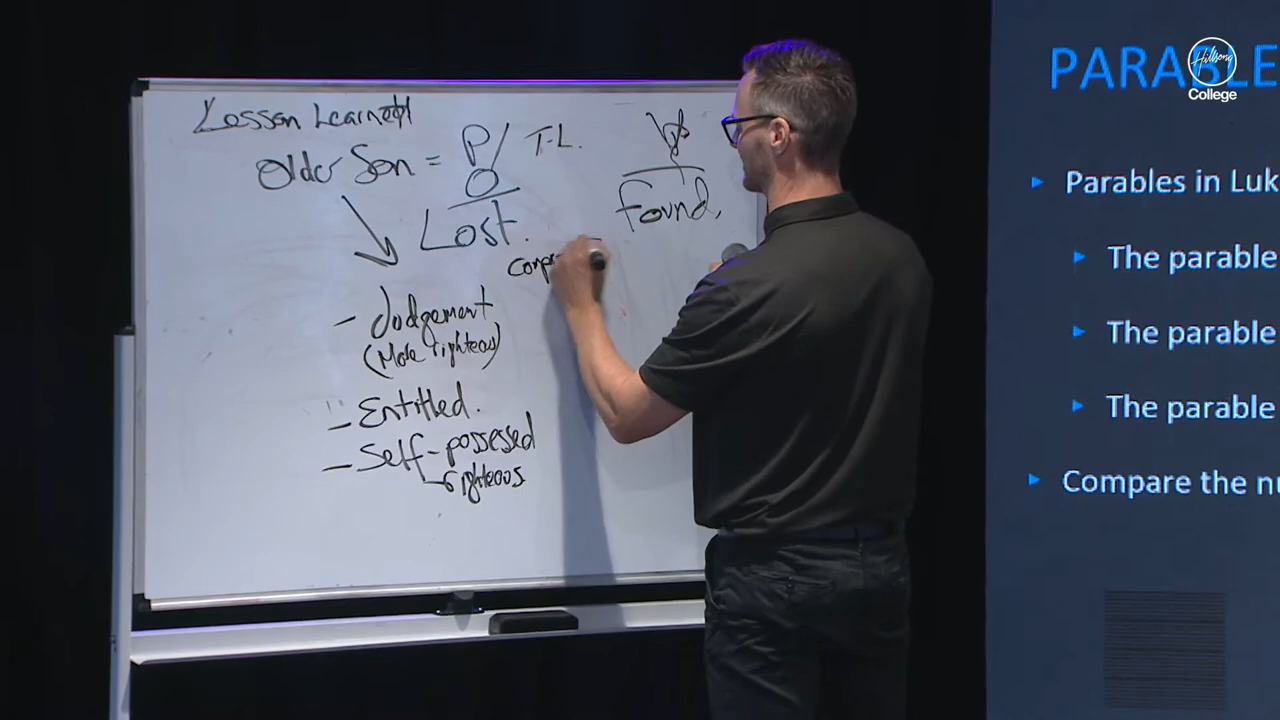 Lesson Learned
Older Son = P/ T-L.
O
Lost.
found,
- Judgement
(More righteous)
- Entitled.
- Self-possessed
righteous
PARABLE
Hillsong
College
Parables in Luk
The parable
The parable
The parable
Compare the nu